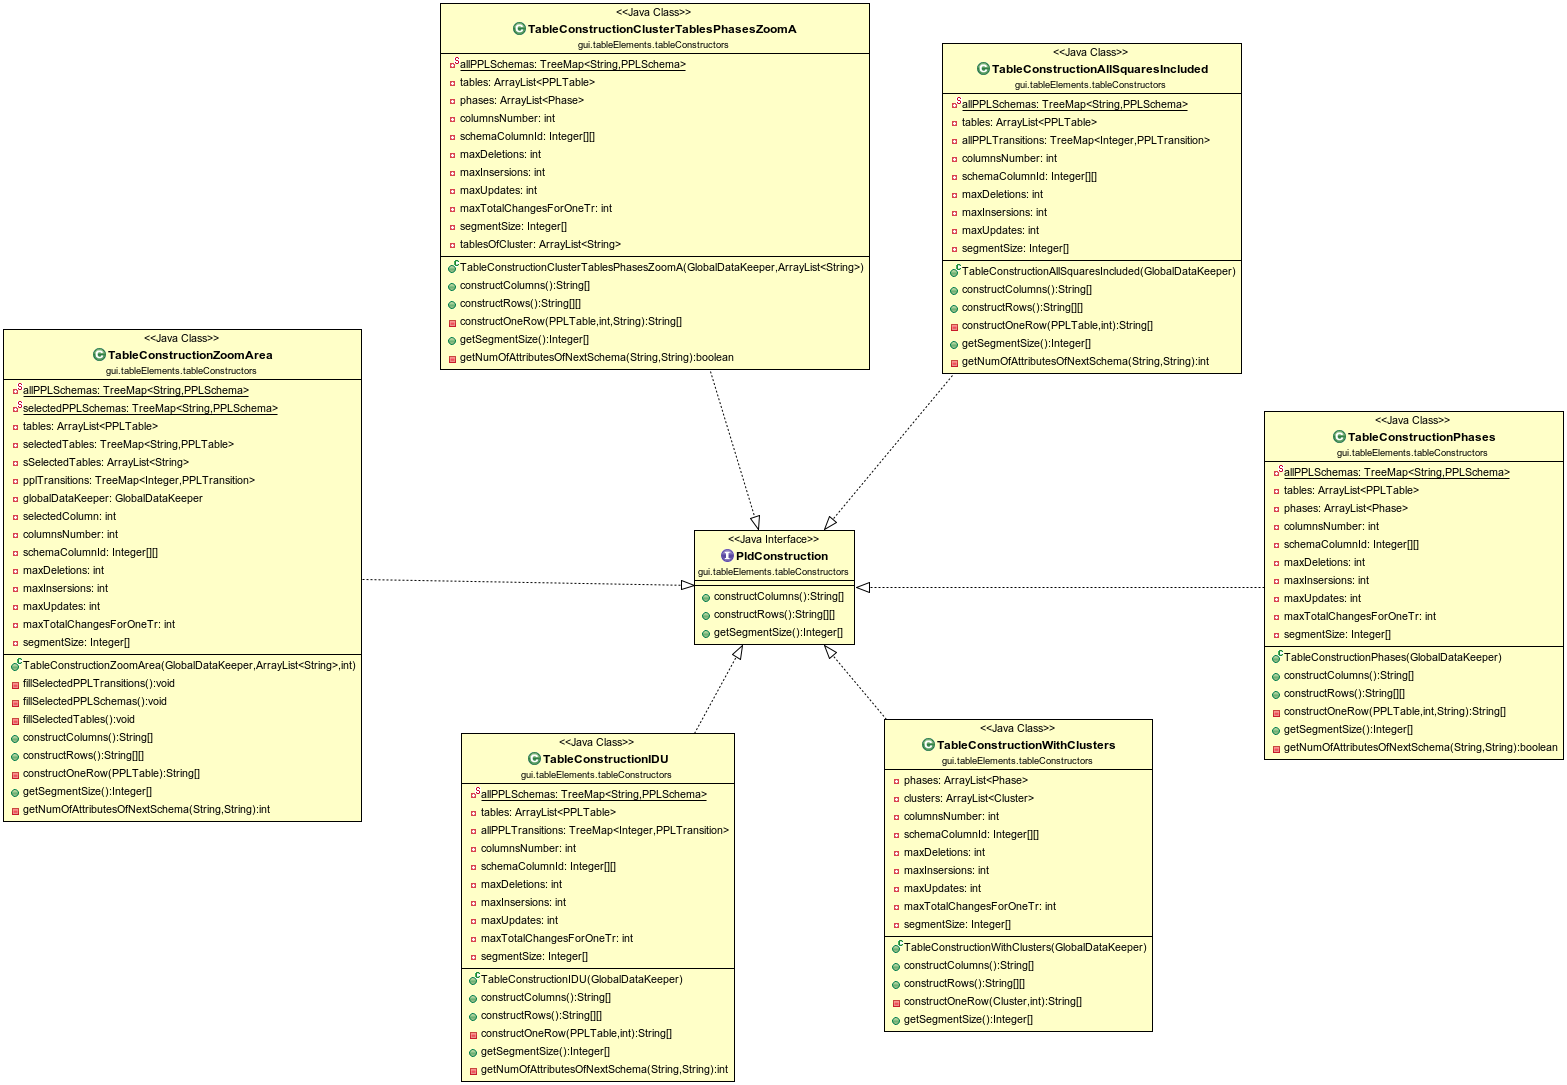 <<Java Class>>
TableConstructionClusterTablesPhasesZoomA
gui.tableElements.tableConstructors
allPPLSchemas: TreeMap<String,PPLSchema>
tables: ArrayList<PPLTable>
phases: ArrayList<Phase>
columnsNumber: int
schemaColumnId: Integer[][]
maxDeletions: int
maxInsersions: int
maxUpdates: int
maxTotalChangesForOneTr: int
segmentSize: Integer[]
tablesOfCluster: ArrayList<String>
TableConstructionClusterTablesPhasesZoomA(GlobalDataKeeper,ArrayList<String>)
constructColumns():String[]
constructRows():String[][]
constructOneRow(PPLTable,int,String):String[]
getSegmentSize():Integer[]
getNumOfAttributesOfNextSchema(String,String):boolean
<<Java Class>>
TableConstructionAllSquaresIncluded
gui.tableElements.tableConstructors
allPPLSchemas: TreeMap<String,PPLSchema>
tables: ArrayList<PPLTable>
allPPLTransitions: TreeMap<Integer,PPLTransition>
columnsNumber: int
schemaColumnId: Integer[][]
maxDeletions: int
maxInsersions: int
maxUpdates: int
segmentSize: Integer[]
TableConstructionAllSquaresIncluded(GlobalDataKeeper)
constructColumns():String[]
constructRows():String[][]
constructOneRow(PPLTable,int):String[]
getSegmentSize():Integer[]
getNumOfAttributesOfNextSchema(String,String):int
<<Java Class>>
TableConstructionZoomArea
gui.tableElements.tableConstructors
allPPLSchemas: TreeMap<String,PPLSchema>
selectedPPLSchemas: TreeMap<String,PPLSchema>
tables: ArrayList<PPLTable>
selectedTables: TreeMap<String,PPLTable>
sSelectedTables: ArrayList<String>
pplTransitions: TreeMap<Integer,PPLTransition>
globalDataKeeper: GlobalDataKeeper
selectedColumn: int
columnsNumber: int
schemaColumnId: Integer[][]
maxDeletions: int
maxInsersions: int
maxUpdates: int
maxTotalChangesForOneTr: int
segmentSize: Integer[]
TableConstructionZoomArea(GlobalDataKeeper,ArrayList<String>,int)
fillSelectedPPLTransitions():void
fillSelectedPPLSchemas():void
fillSelectedTables():void
constructColumns():String[]
constructRows():String[][]
constructOneRow(PPLTable):String[]
getSegmentSize():Integer[]
getNumOfAttributesOfNextSchema(String,String):int
<<Java Class>>
TableConstructionPhases
gui.tableElements.tableConstructors
allPPLSchemas: TreeMap<String,PPLSchema>
tables: ArrayList<PPLTable>
phases: ArrayList<Phase>
columnsNumber: int
schemaColumnId: Integer[][]
maxDeletions: int
maxInsersions: int
maxUpdates: int
maxTotalChangesForOneTr: int
segmentSize: Integer[]
TableConstructionPhases(GlobalDataKeeper)
constructColumns():String[]
constructRows():String[][]
constructOneRow(PPLTable,int,String):String[]
getSegmentSize():Integer[]
getNumOfAttributesOfNextSchema(String,String):boolean
<<Java Interface>>
PldConstruction
gui.tableElements.tableConstructors
constructColumns():String[]
constructRows():String[][]
getSegmentSize():Integer[]
<<Java Class>>
TableConstructionIDU
gui.tableElements.tableConstructors
allPPLSchemas: TreeMap<String,PPLSchema>
tables: ArrayList<PPLTable>
allPPLTransitions: TreeMap<Integer,PPLTransition>
columnsNumber: int
schemaColumnId: Integer[][]
maxDeletions: int
maxInsersions: int
maxUpdates: int
maxTotalChangesForOneTr: int
segmentSize: Integer[]
TableConstructionIDU(GlobalDataKeeper)
constructColumns():String[]
constructRows():String[][]
constructOneRow(PPLTable,int):String[]
getSegmentSize():Integer[]
getNumOfAttributesOfNextSchema(String,String):int
<<Java Class>>
TableConstructionWithClusters
gui.tableElements.tableConstructors
phases: ArrayList<Phase>
clusters: ArrayList<Cluster>
columnsNumber: int
schemaColumnId: Integer[][]
maxDeletions: int
maxInsersions: int
maxUpdates: int
maxTotalChangesForOneTr: int
segmentSize: Integer[]
TableConstructionWithClusters(GlobalDataKeeper)
constructColumns():String[]
constructRows():String[][]
constructOneRow(Cluster,int):String[]
getSegmentSize():Integer[]